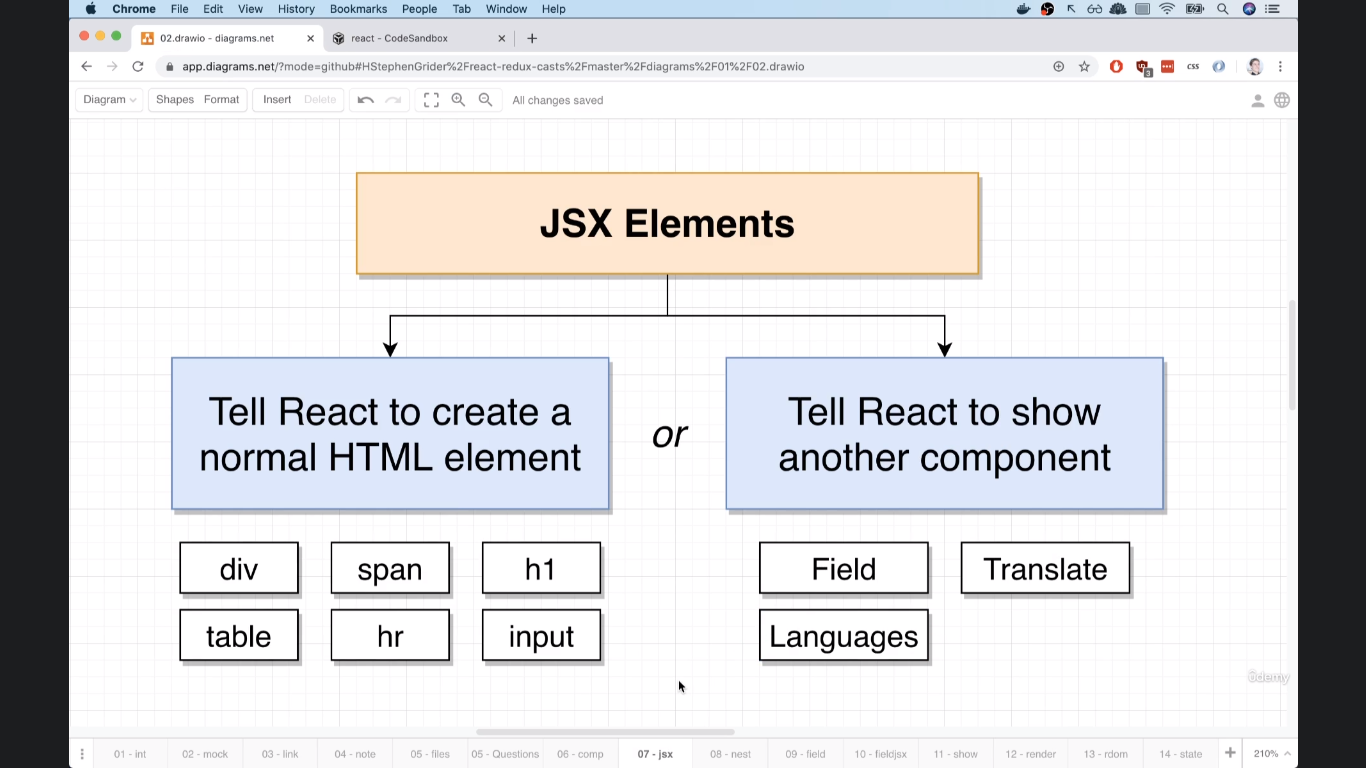 Chrome File Edit View History Bookmarks People Tab Window Help
02.drawio - diagrams.net
react - CodeSandbox
app.diagrams.net/?mode=github#HStephenGrider%2Freact-redux-casts%2Fmaster%2Fdiagrams%2F01%2F02.drawio
3
css
Diagram
Shapes Format
Insert Delete
All changes saved
JSX Elements
Tell React to create a
normal HTML element
or
Tell React to show
another component
div span h1
table hr input
Field Translate
Languages
ûdemy
01 - int 02 - mock 03 - link 04 - note 05 - files 05 - Questions 06 - comp 07 - jsx 08 - nest 09 - field 10 - fieldjsx 11 - show 12 - render 13 - rdom 14 - state 210%